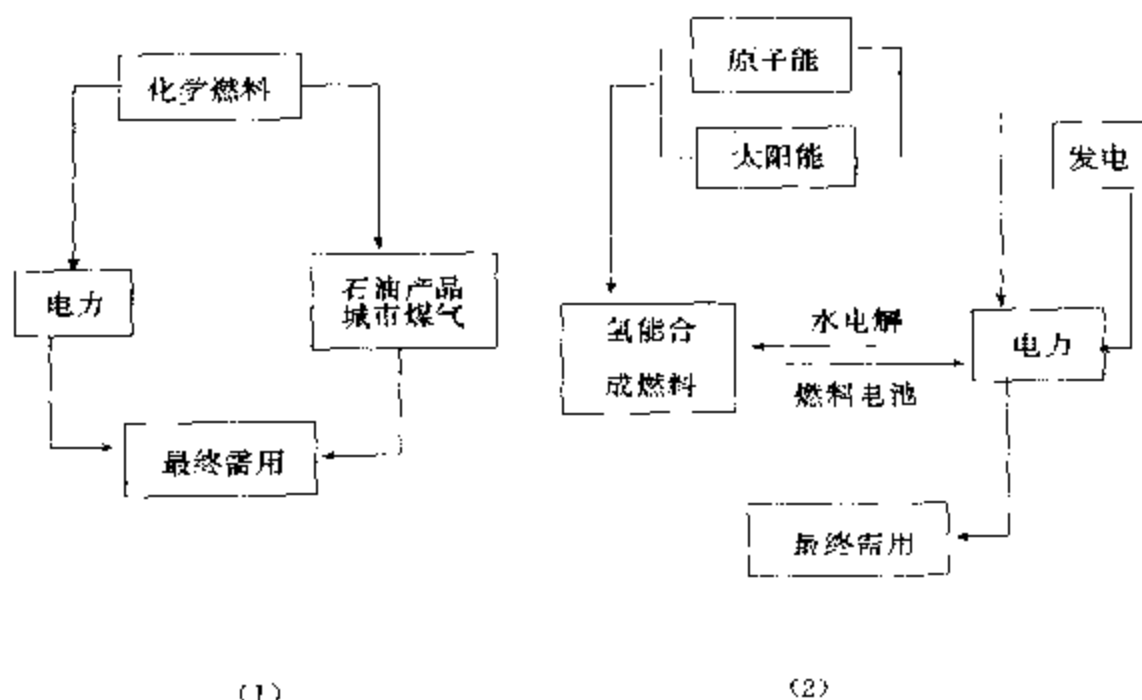 化学燃料
电力
石油产品
城市煤气
最终需用
(1)
原子能
太阳能
发电
氢能合
成燃料
水电解
燃料电池
电力
最终需用
(2)